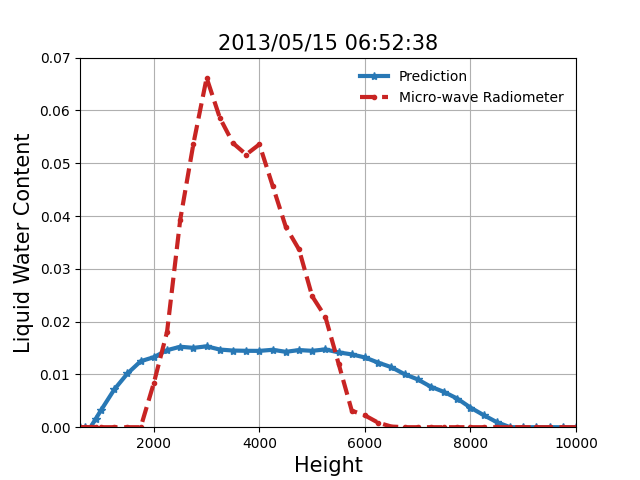 2013/05/15 06:52:38
Prediction
Micro-wave Radiometer
Liquid Water Content
0.07
0.06
0.05
0.04
0.03
0.02
0.01
0.00
2000 4000 6000 8000 10000
Height